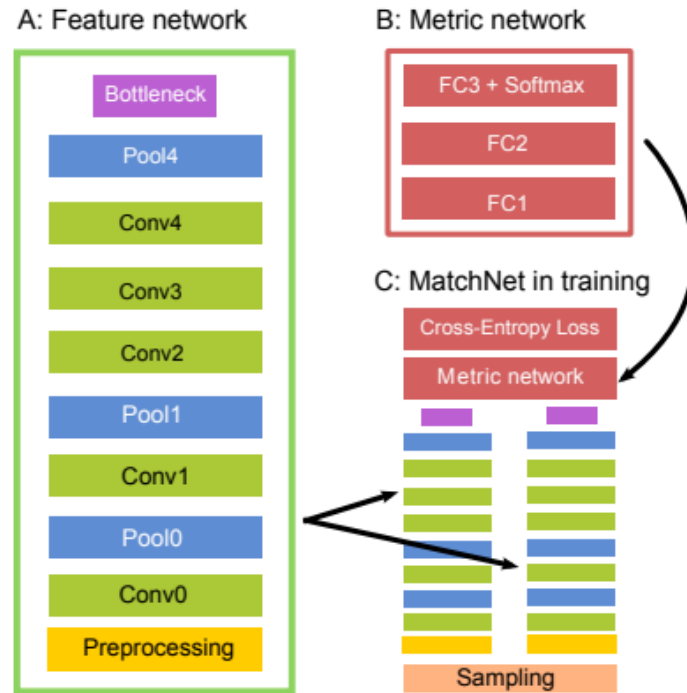 A: Feature network
Bottleneck
Pool4
Conv4
Conv3
Conv2
Pool1
Conv1
Pool0
Conv0
Preprocessing
B: Metric network
FC3 + Softmax
FC2
FC1
C: MatchNet in training
Cross-Entropy Loss
Metric network
Sampling